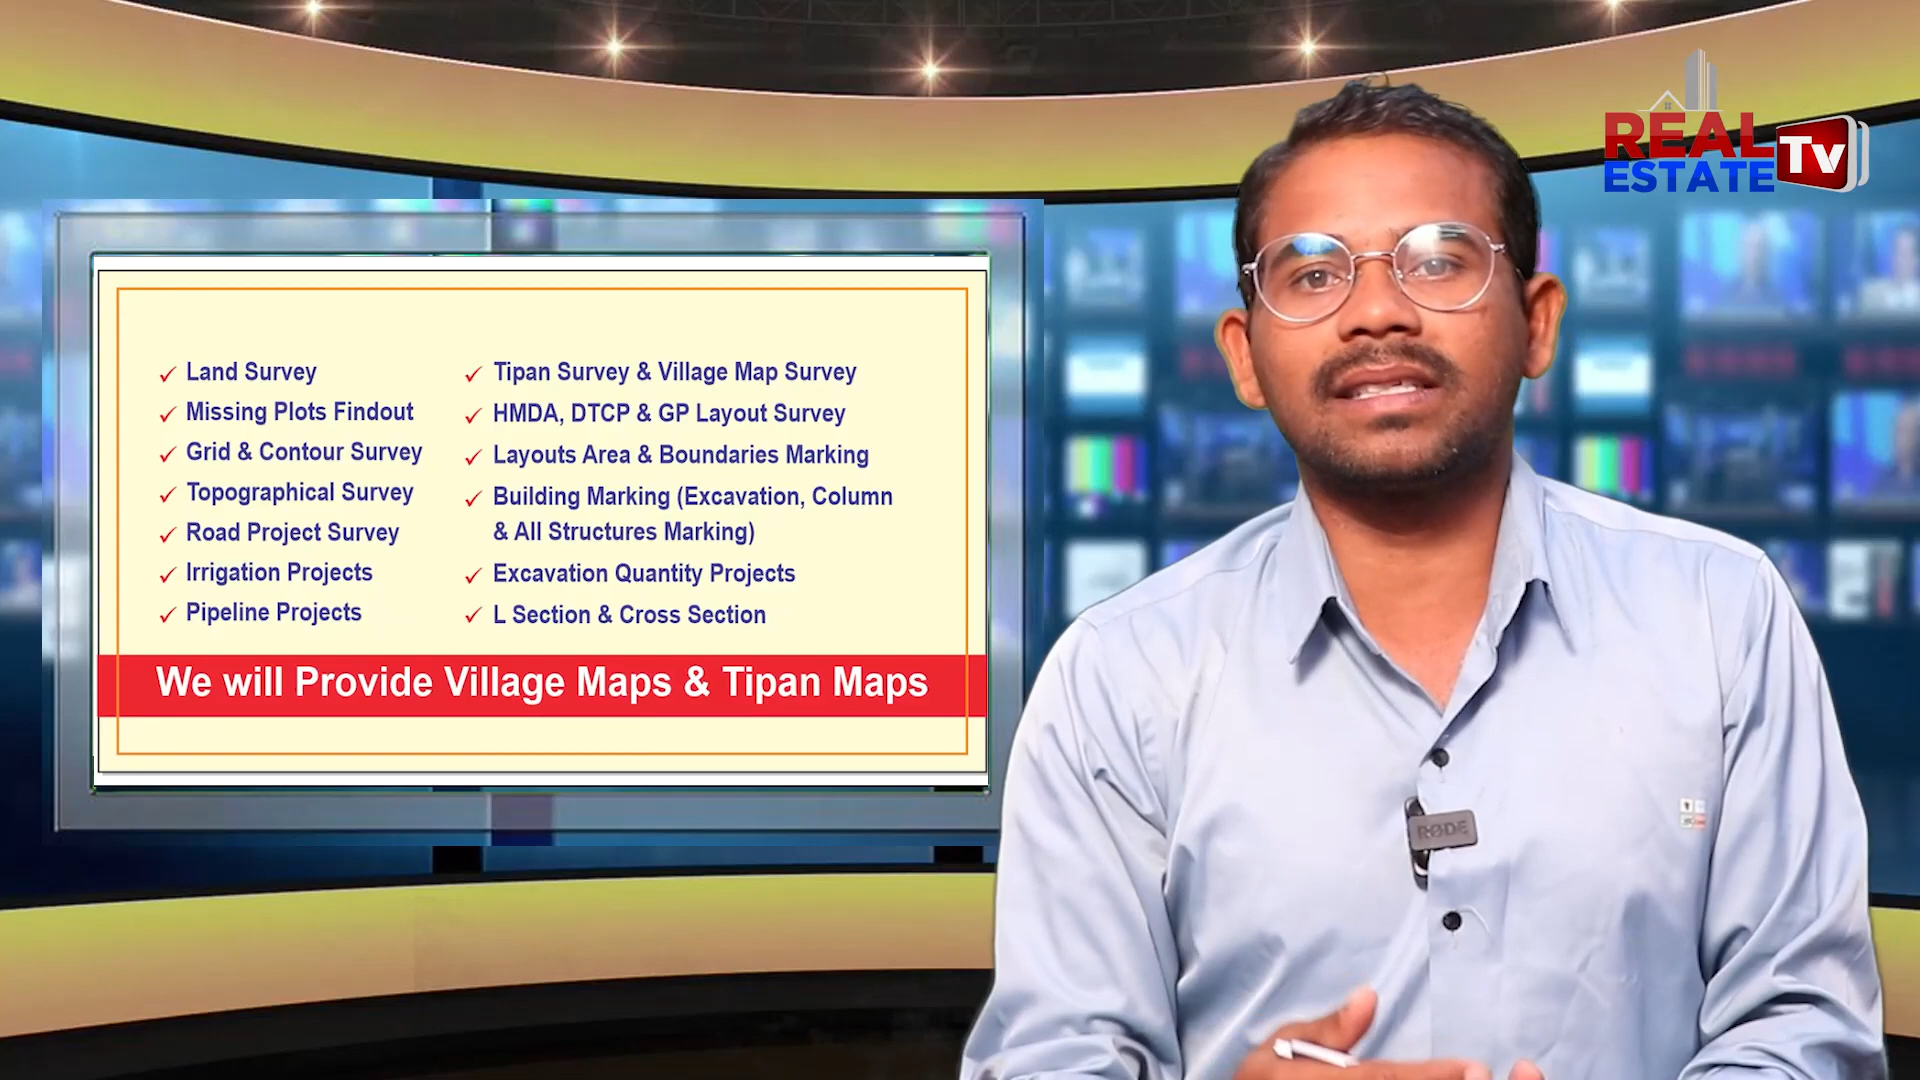 REAL
ESTATE
Tv
Land Survey
Missing Plots Findout
Grid & Contour Survey
Topographical Survey
Road Project Survey
Irrigation Projects
Pipeline Projects
Tipan Survey & Village Map Survey
HMDA, DTCP & GP Layout Survey
Layouts Area & Boundaries Marking
Building Marking (Excavation, Column
& All Structures Marking)
Excavation Quantity Projects
L Section & Cross Section
We will Provide Village Maps & Tipan Maps
RØDE